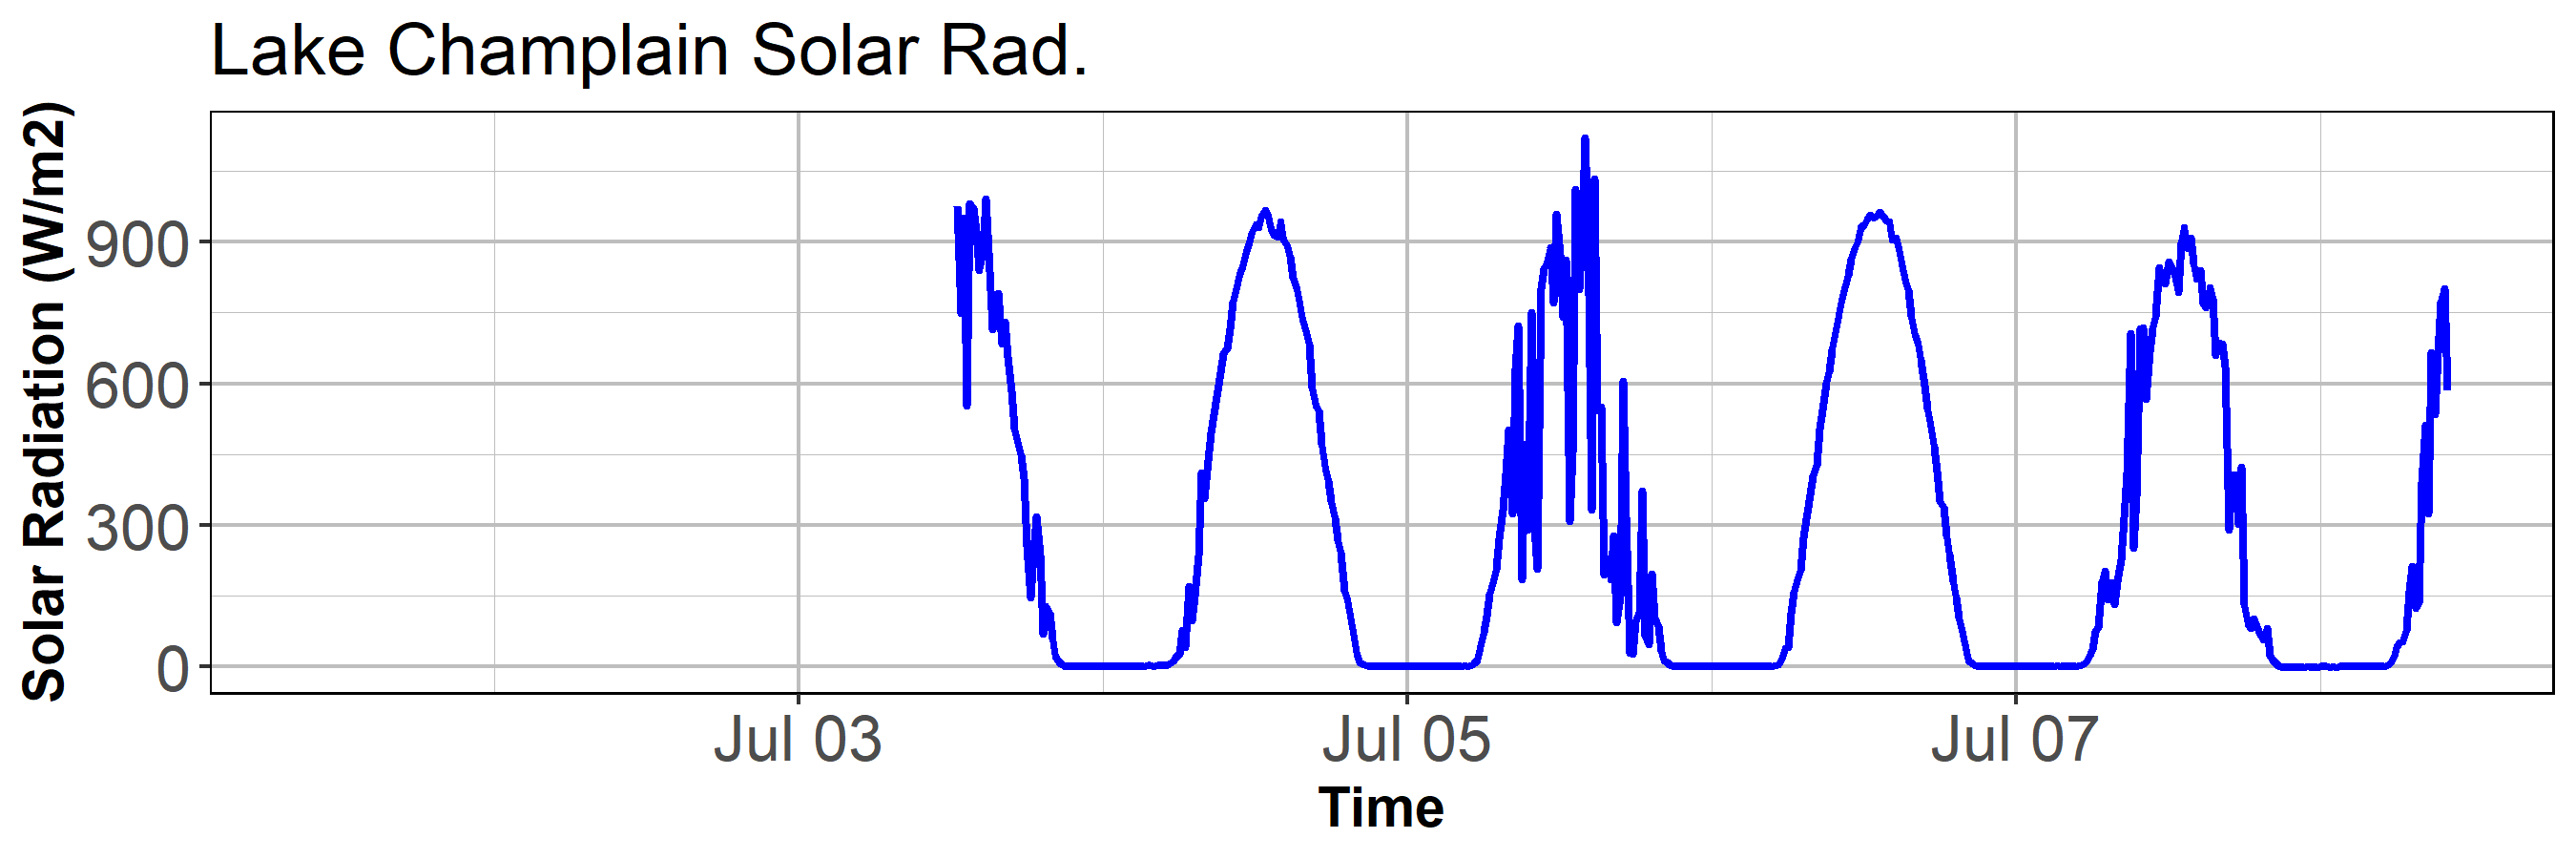 Lake Champlain Solar Rad.
Solar Radiation (W/m2)
900
600
300
0
Jul 03 Jul 05 Jul 07
Time